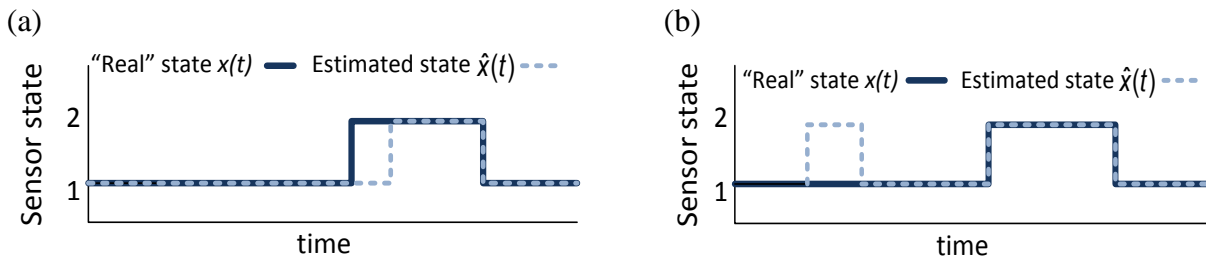 (a)
“Real” state x(t) Estimated state x̂(t)
Sensor state
2
1
time
(b)
“Real” state x(t) Estimated state x̂(t)
Sensor state
2
1
time